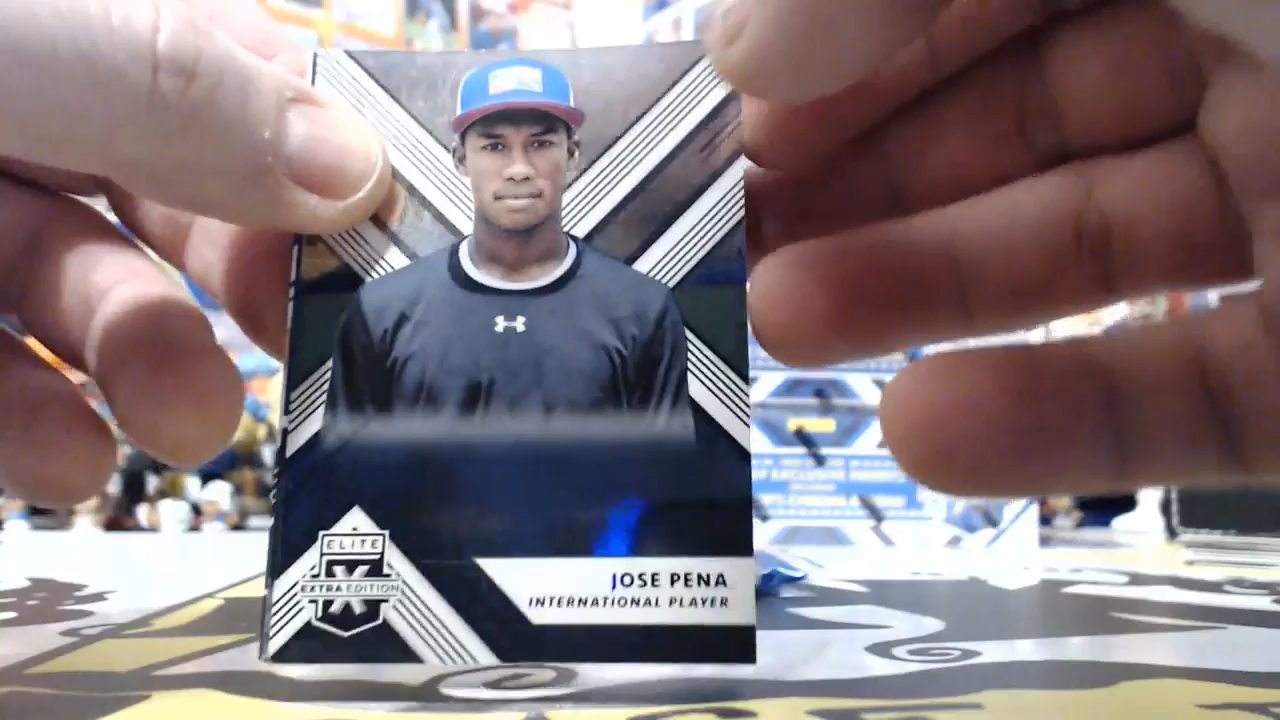 ELITE
X
EXTRA EDITION
JOSE PENA
INTERNATIONAL PLAYER